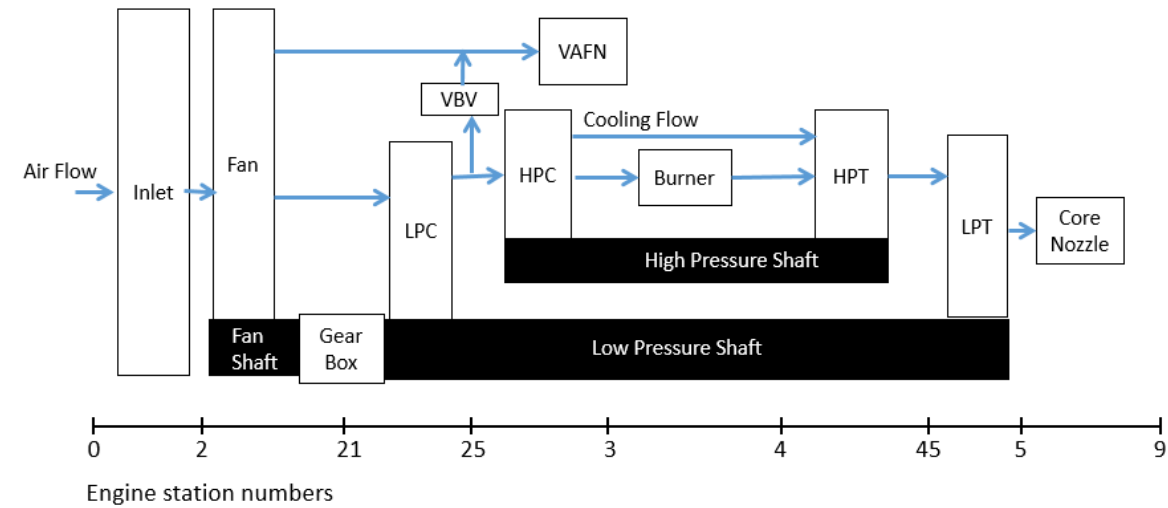 VAFN
VBV
Cooling Flow
Air Flow
Inlet
Fan
LPC
HPC
Burner
HPT
LPT
Core
Nozzle
High Pressure Shaft
Fan
Shaft
Gear
Box
Low Pressure Shaft
0 2 21 25 3 4 45 5 9
Engine station numbers